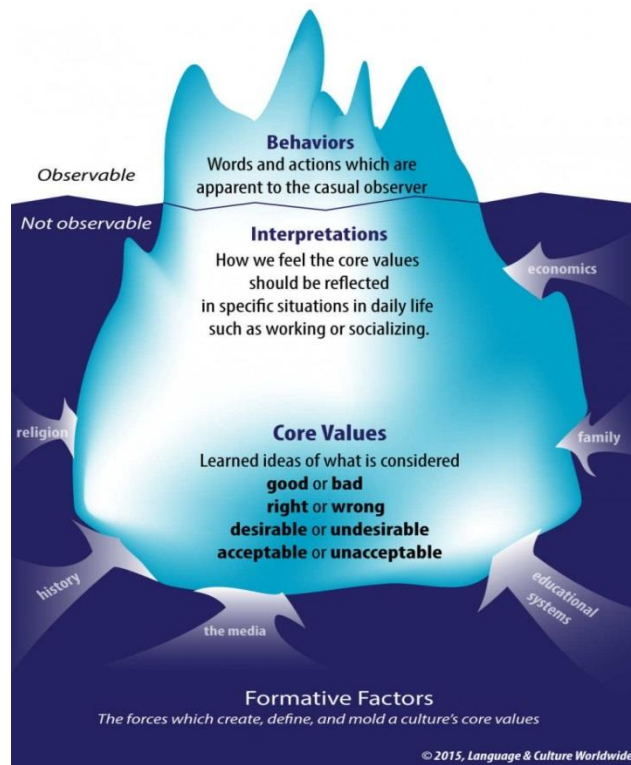 Behaviors
Words and actions which are
apparent to the casual observer
Observable
Not observable
Interpretations
How we feel the core values
should be reflected
in specific situations in daily life
such as working or socializing.
economics
religion
family
Core Values
Learned ideas of what is considered
good or bad
right or wrong
desirable or undesirable
acceptable or unacceptable
history
the media
educational
systems
Formative Factors
The forces which create, define, and mold a culture's core values
© 2015, Language & Culture Worldwide